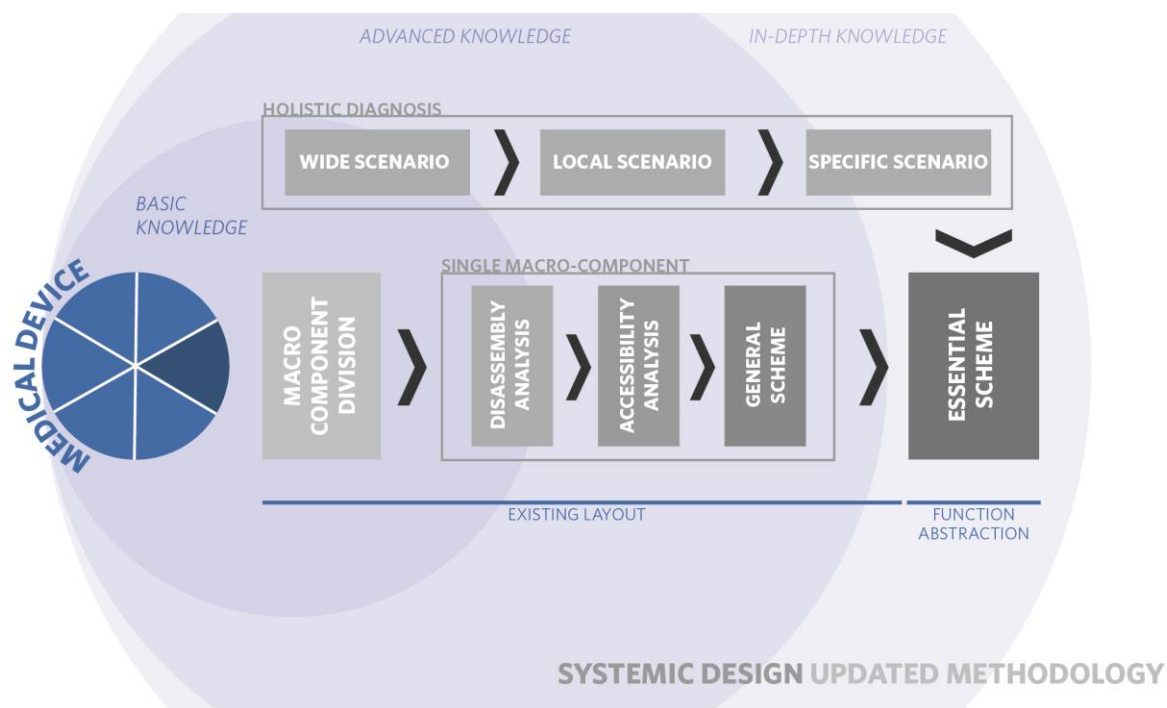 ADVANCED KNOWLEDGE
IN-DEPTH KNOWLEDGE
HOLISTIC DIAGNOSIS
WIDE SCENARIO
LOCAL SCENARIO
SPECIFIC SCENARIO
BASIC
KNOWLEDGE
MEDICAL DEVICE
MACRO
COMPONENT
DIVISION
SINGLE MACRO-COMPONENT
DISASSEMBLY
ANALYSIS
ACCESSIBILITY
ANALYSIS
GENERAL
SCHEME
ESSENTIAL
SCHEME
EXISTING LAYOUT
FUNCTION
ABSTRACTION
SYSTEMIC DESIGN UPDATED METHODOLOGY